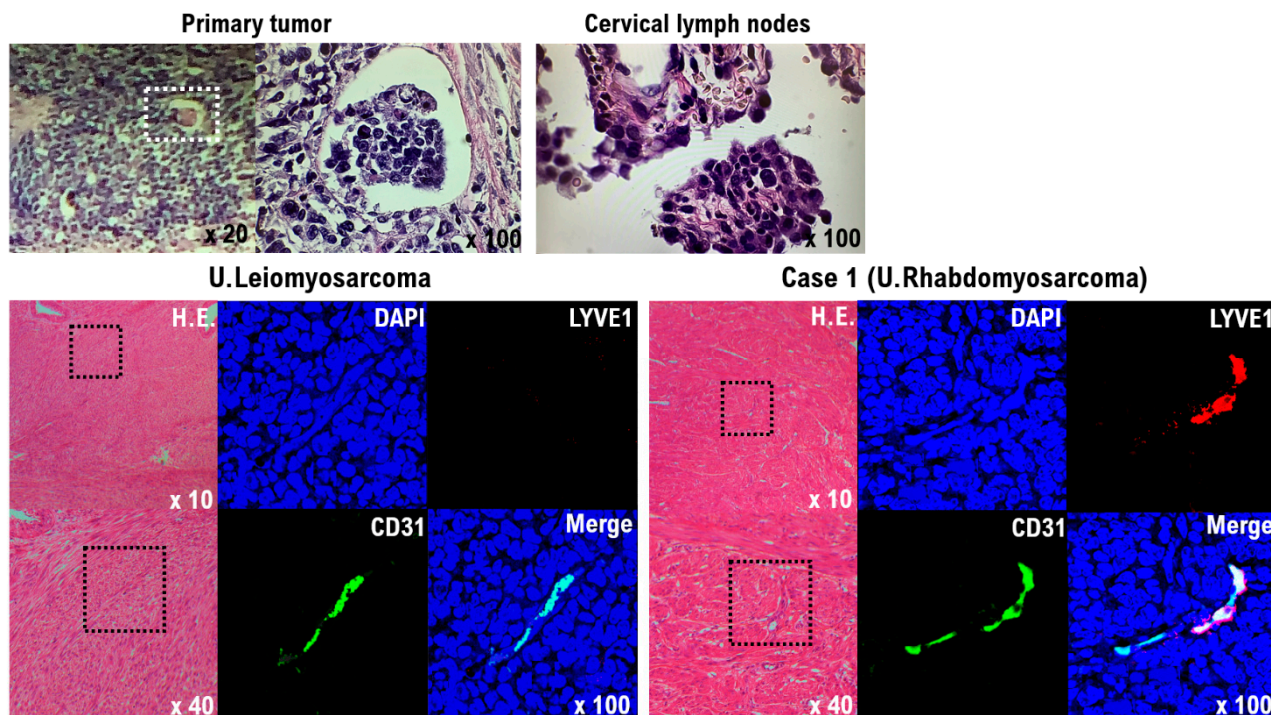 Primary tumor
Cervical lymph nodes
x 20
x 100
x 100
U.Leiomyosarcoma
Case 1 (U.Rhabdomyosarcoma)
H.E.
DAPI
LYVE1
H.E.
DAPI
LYVE1
x 10
x 10
CD31
Merge
CD31
Merge
x 40
x 100
x 40
x 100